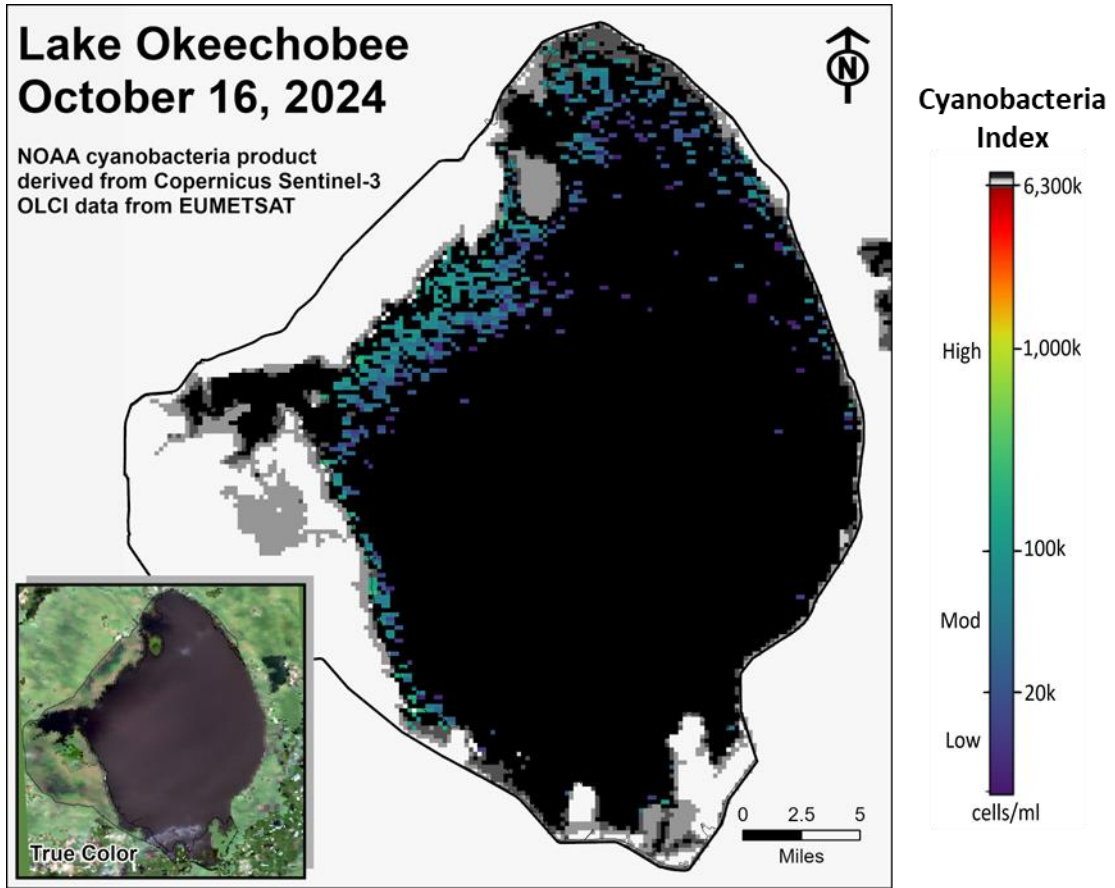 Lake Okeechobee
October 16, 2024
NOAA cyanobacteria product
derived from Copernicus Sentinel-3
OLCI data from EUMETSAT
N
Cyanobacteria
Index
6,300k
High
1,000k
100k
Mod
20k
Low
cells/ml
0 2.5 5
Miles
True Color